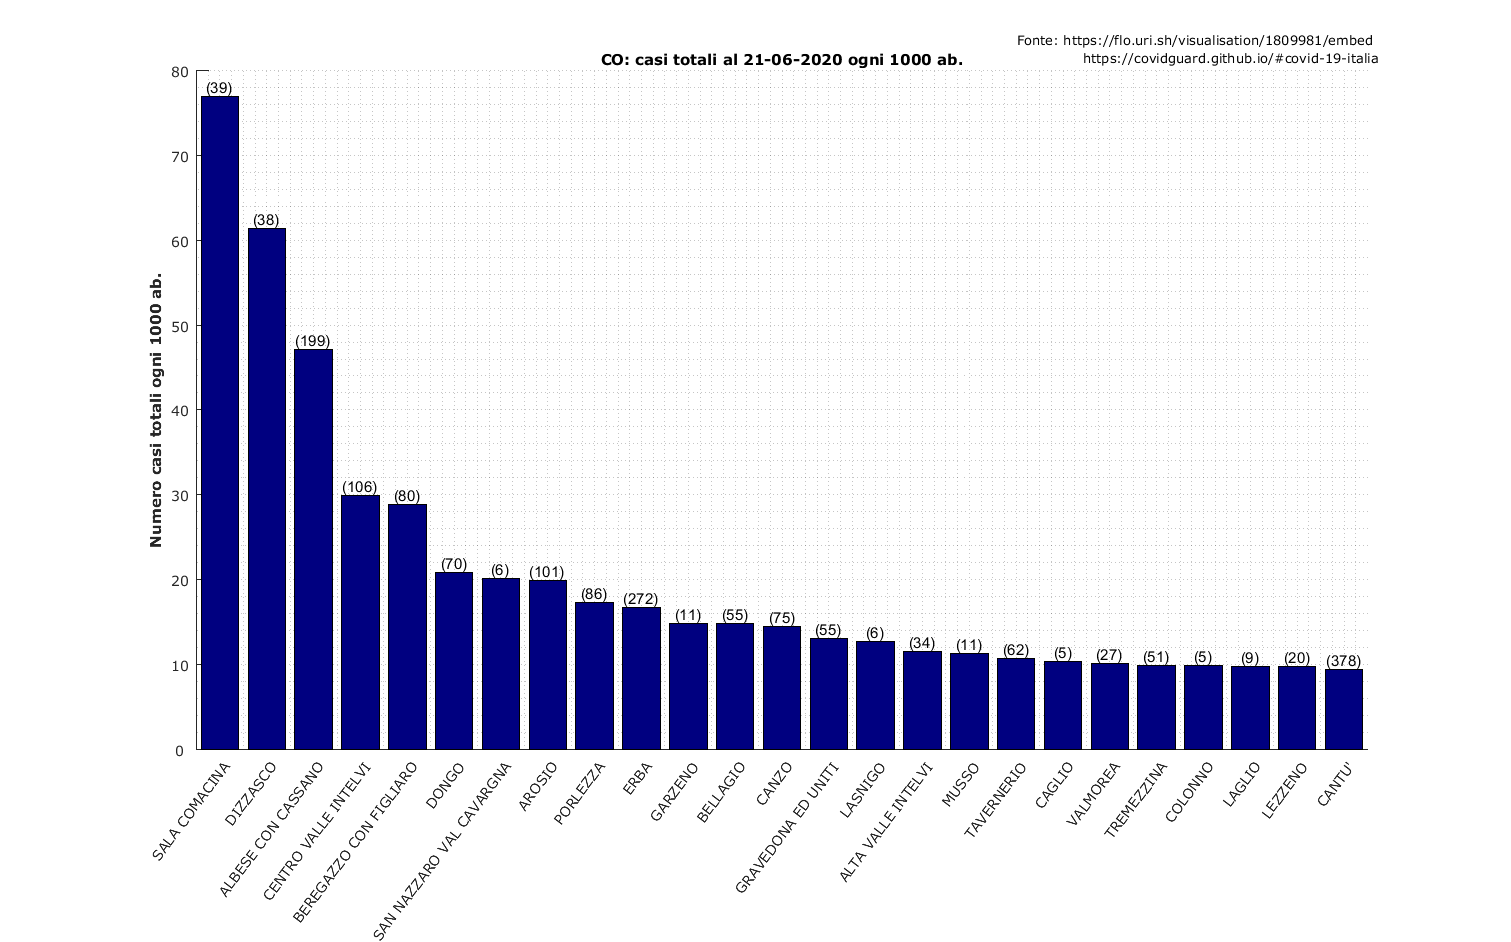 Fonte: https://flo.uri.sh/visualisation/1809981/embed
https://covidguard.github.io/#covid-19-italia
CO: casi totali al 21-06-2020 ogni 1000 ab.
Numero casi totali ogni 1000 ab.
80
70
60
50
40
30
20
10
0
(39)
(38)
(199)
(106)
(80)
(70)
(6)
(101)
(86)
(272)
(11)
(55)
(75)
(55)
(6)
(34)
(11)
(62)
(5)
(27)
(51)
(5)
(9)
(20)
(378)
SALA COMACINA
DIZZASCO
ALBESE CON CASSANO
CENTRO VALLE INTELVI
BEREGAZZO CON FIGLIARO
DONGO
SAN NAZZARO VAL CAVARGNA
AROSIO
PORLEZZA
ERBA
GARZENO
BELLAGIO
CANZO
GRAVEDONA ED UNITI
LASNIGO
ALTA VALLE INTELVI
MUSSO
TAVERNERIO
CAGLIO
VALMOREA
TREMEZZINA
COLONNO
LAGLIO
LEZZENO
CANTU'